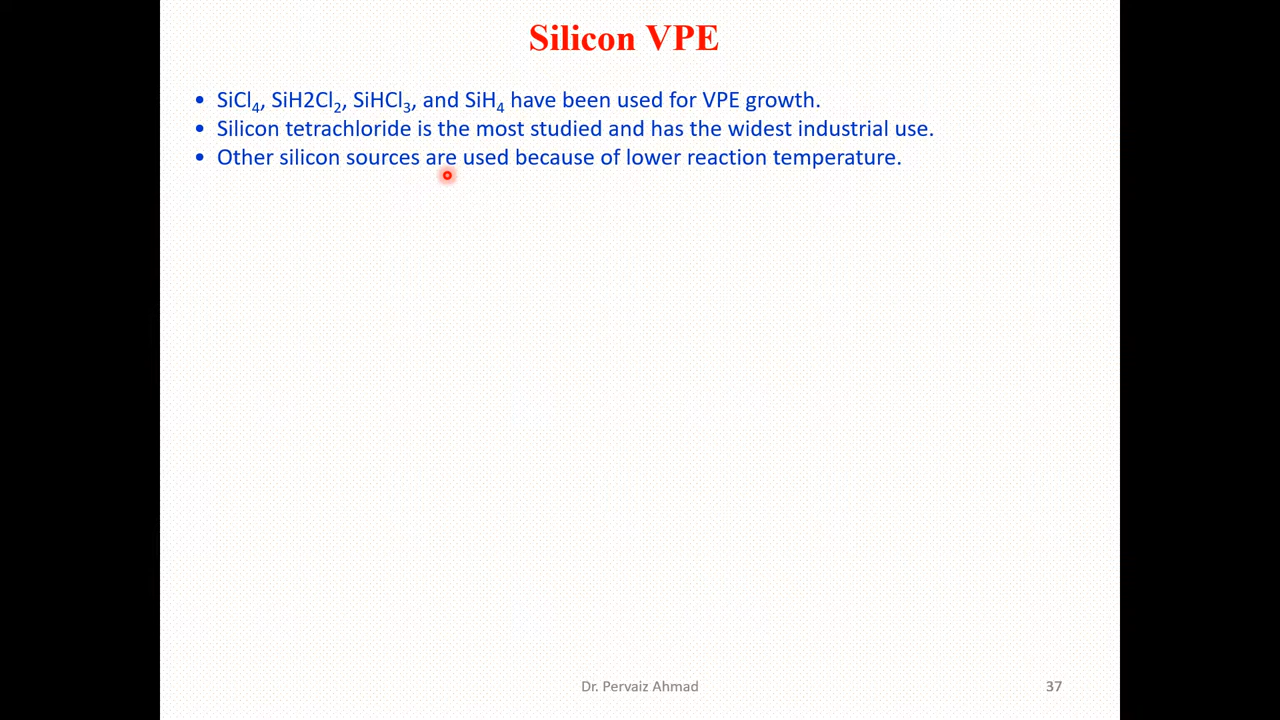 Silicon VPE
• SiCl₄, SiH2Cl₂, SiHCl₃, and SiH₄ have been used for VPE growth.
• Silicon tetrachloride is the most studied and has the widest industrial use.
• Other silicon sources are used because of lower reaction temperature.
Dr. Pervaiz Ahmad
37